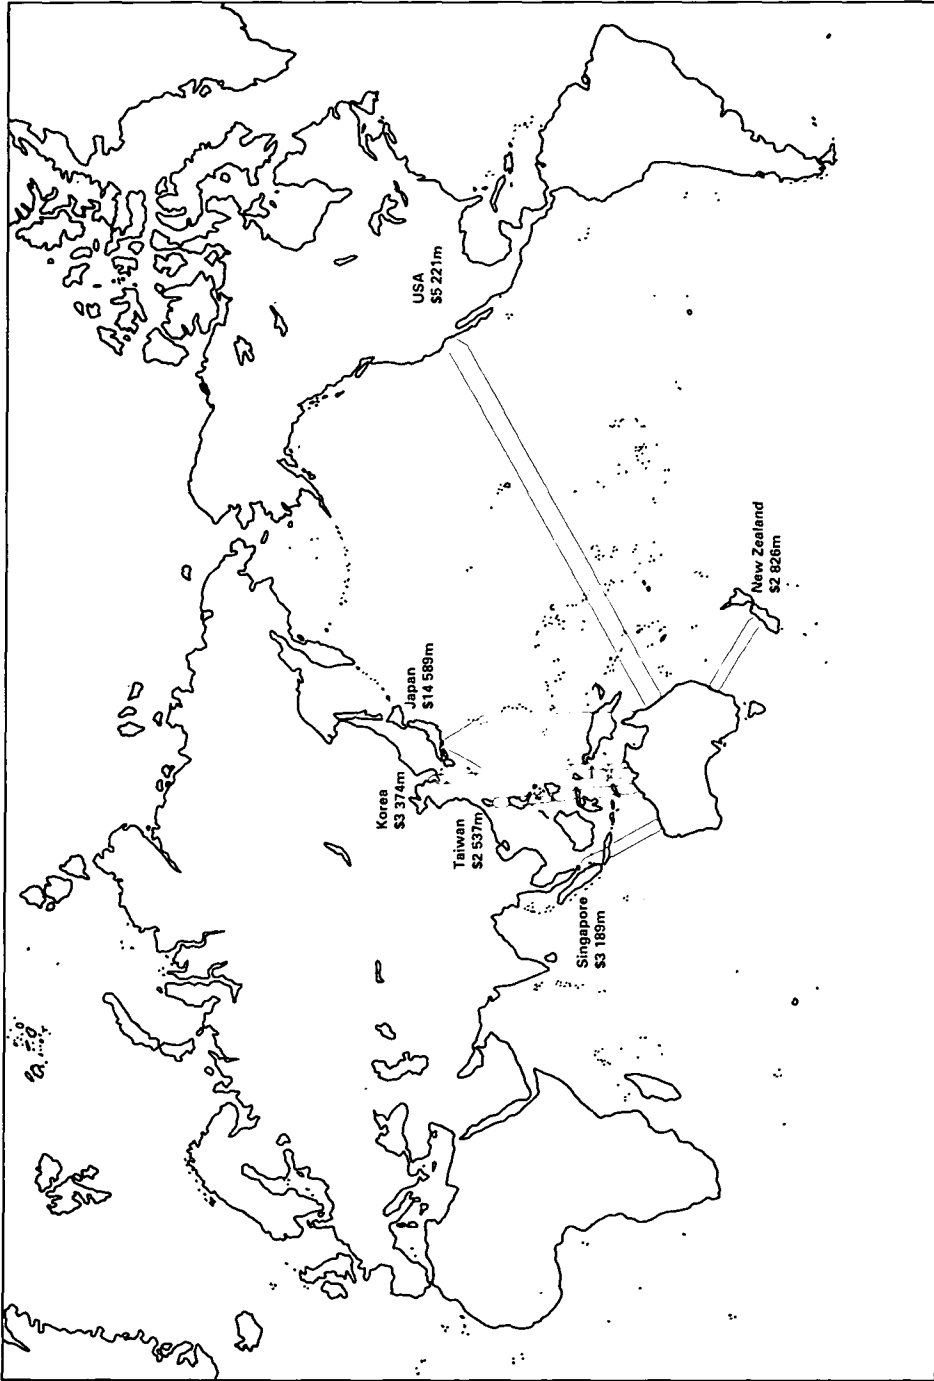 USA
$5 221m
Japan
$14 589m
Korea
$3 374m
Taiwan
$2 537m
Singapore
$3 189m
New Zealand
$2 826m